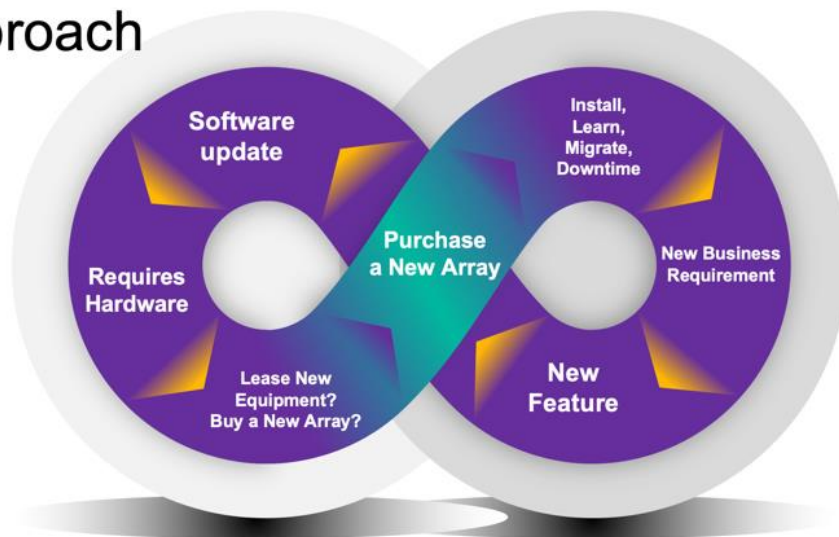 Software
update
Requires
Hardware
Lease New
Equipment?
Buy a New Array?
Purchase
a New Array
Install,
Learn,
Migrate,
Downtime
New Business
Requirement
New
Feature